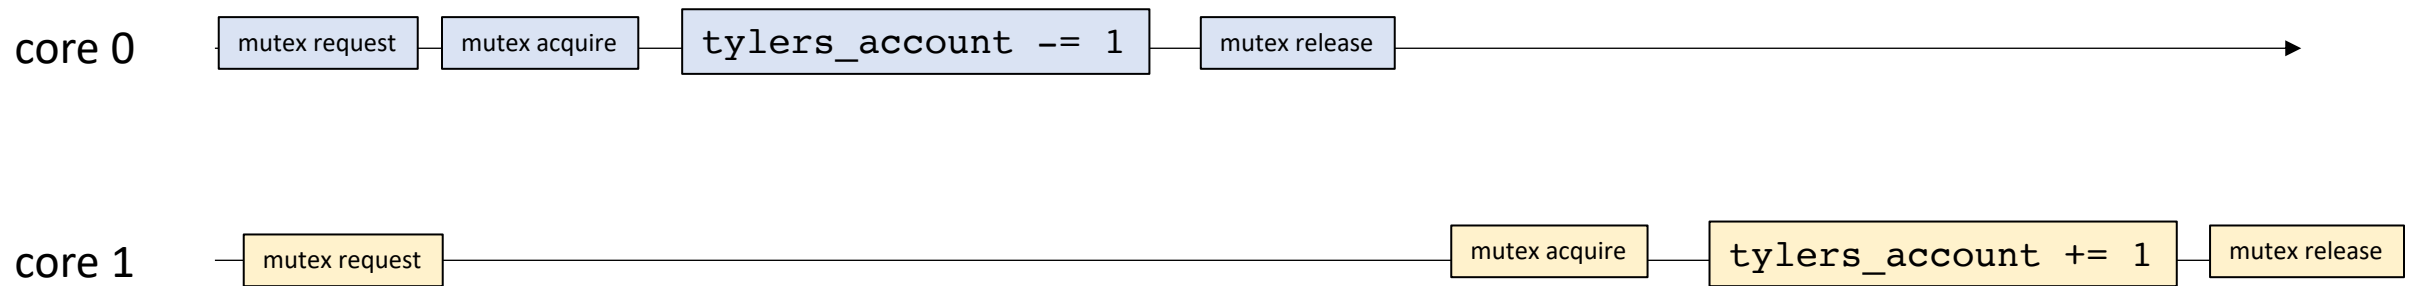 core 0 mutex request mutex acquire tylers_account -= 1 mutex release
core 1 mutex request mutex acquire tylers_account += 1 mutex release